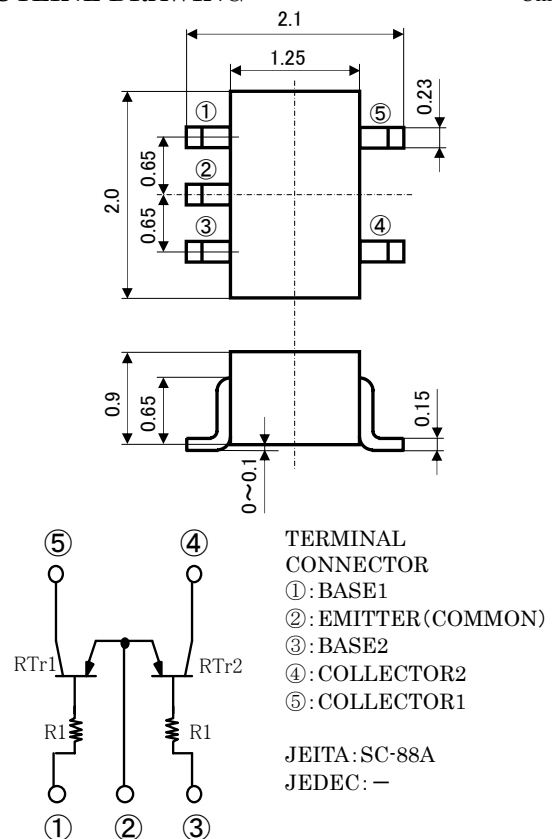 2.1
1.25
①
⑤
0.23
0.65
②
2.0
0.65
③
④
0.9
0.65
0.15
0~0.1
⑤
④
RTr1
RTr2
R1
R1
①
②
③
TERMINAL
CONNECTOR
①:BASE1
②:EMITTER(COMMON)
③:BASE2
④:COLLECTOR2
⑤:COLLECTOR1
JEITA:SC-88A
JEDEC:−